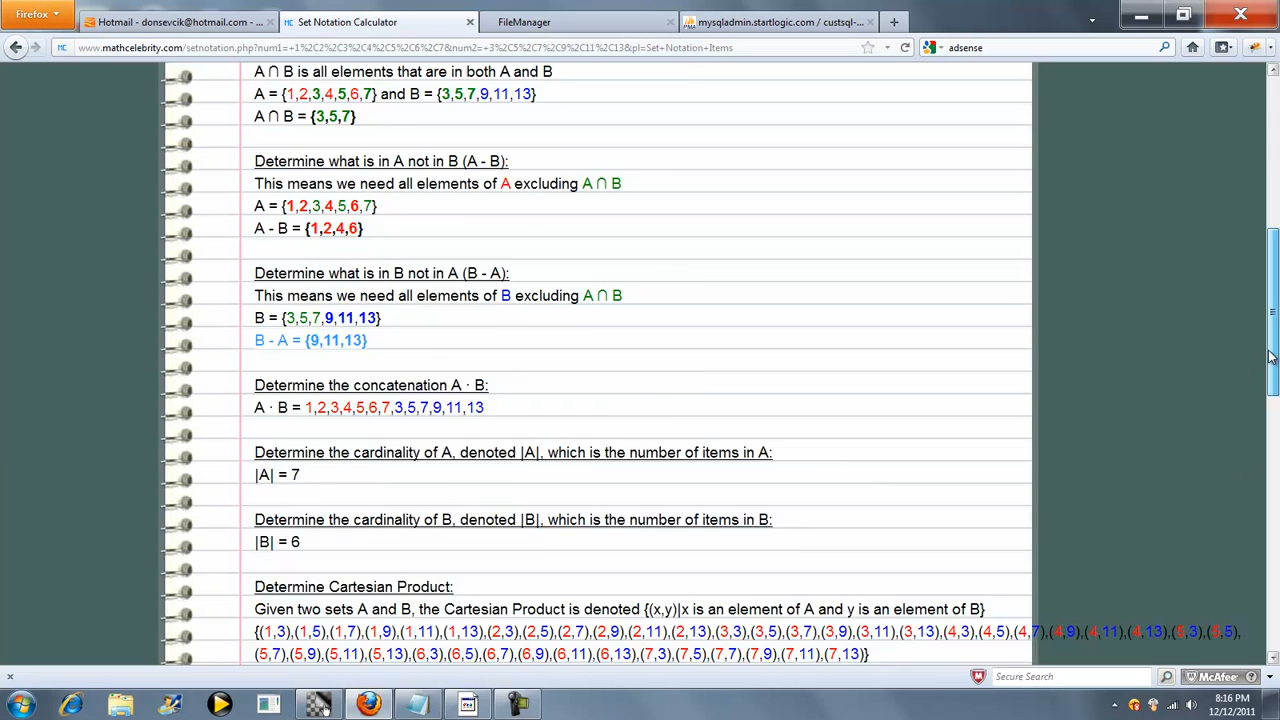 Firefox
Hotmail - donsevcik@hotmail.com - ...
Set Notation Calculator
FileManager
mysqladmin.startlogic.com / custsql-...
www.mathcelebrity.com/setnotation.php?num1=+1%2C2%2C3%2C4%2C5%2C6%2C7&num2=+3%2C5%2C7%2C9%2C11%2C13&pl=Set+Notation+Items
adsense
A ∩ B is all elements that are in both A and B
A = {1,2,3,4,5,6,7} and B = {3,5,7,9,11,13}
A ∩ B = {3,5,7}
Determine what is in A not in B (A - B):
This means we need all elements of A excluding A ∩ B
A = {1,2,3,4,5,6,7}
A - B = {1,2,4,6}
Determine what is in B not in A (B - A):
This means we need all elements of B excluding A ∩ B
B = {3,5,7,9,11,13}
B - A = {9,11,13}
Determine the concatenation A · B:
A · B = 1,2,3,4,5,6,7,3,5,7,9,11,13
Determine the cardinality of A, denoted |A|, which is the number of items in A:
|A| = 7
Determine the cardinality of B, denoted |B|, which is the number of items in B:
|B| = 6
Determine Cartesian Product:
Given two sets A and B, the Cartesian Product is denoted {(x,y)|x is an element of A and y is an element of B}
{(1,3),(1,5),(1,7),(1,9),(1,11),(1,13),(2,3),(2,5),(2,7),(2,9),(2,11),(2,13),(3,3),(3,5),(3,7),(3,9),(3,11),(3,13),(4,3),(4,5),(4,7),(4,9),(4,11),(4,13),(5,3),(5,5),
(5,7),(5,9),(5,11),(5,13),(6,3),(6,5),(6,7),(6,9),(6,11),(6,13),(7,3),(7,5),(7,7),(7,9),(7,11),(7,13)}
Secure Search
McAfee
8:16 PM
12/12/2011